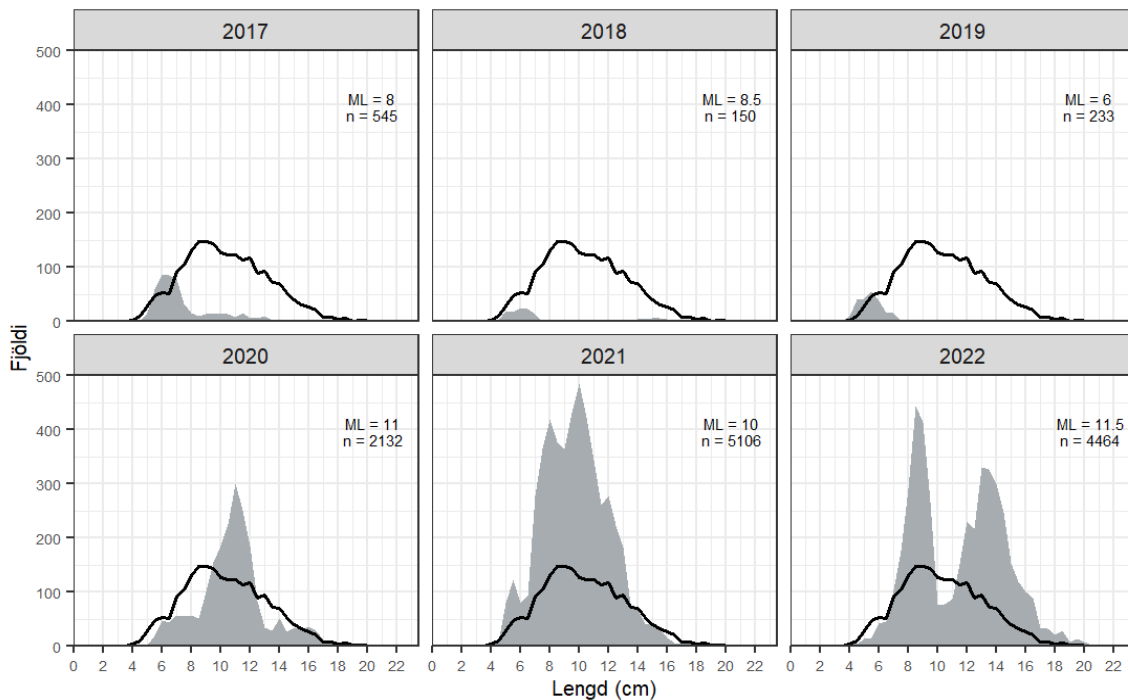 2017
2018
2019
500
400
300
200
100
0
ML = 8
n = 545
ML = 8.5
n = 150
ML = 6
n = 233
Fjöldi
2020
2021
2022
500
400
300
200
100
0
ML = 11
n = 2132
ML = 10
n = 5106
ML = 11.5
n = 4464
0 2 4 6 8 10 12 14 16 18 20 22
0 2 4 6 8 10 12 14 16 18 20 22
0 2 4 6 8 10 12 14 16 18 20 22
Lengd (cm)